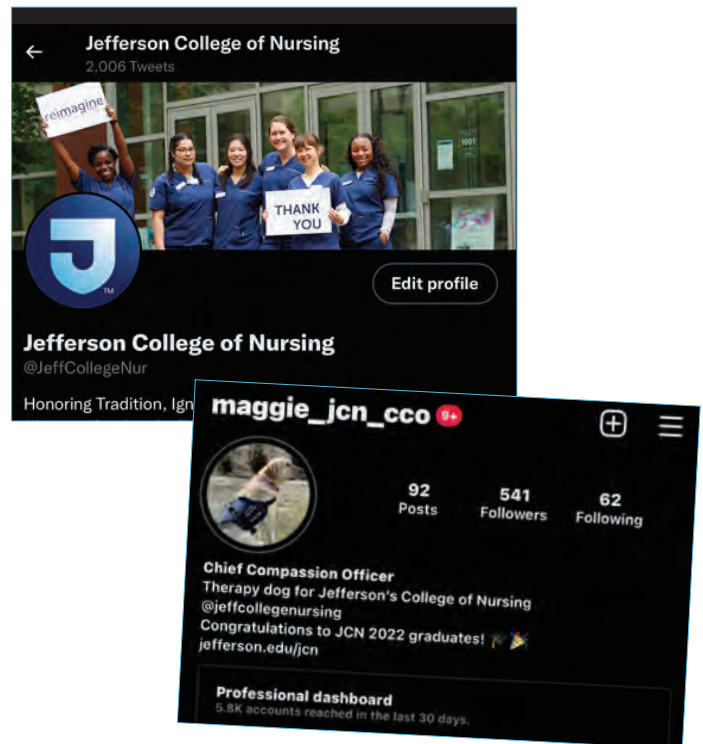 Jefferson College of Nursing
2,006 Tweets
reimagine
1001
THANK
YOU
J
TM
Edit profile
Jefferson College of Nursing
@JeffCollegeNur
Honoring Tradition, Ign
maggie_jcn_cco 9+
92 541 62
Posts Followers Following
Chief Compassion Officer
Therapy dog for Jefferson's College of Nursing
@jeffcollegenursing
Congratulations to JCN 2022 graduates! 🎓🎉
jefferson.edu/jcn
Professional dashboard
5.8K accounts reached in the last 30 days.